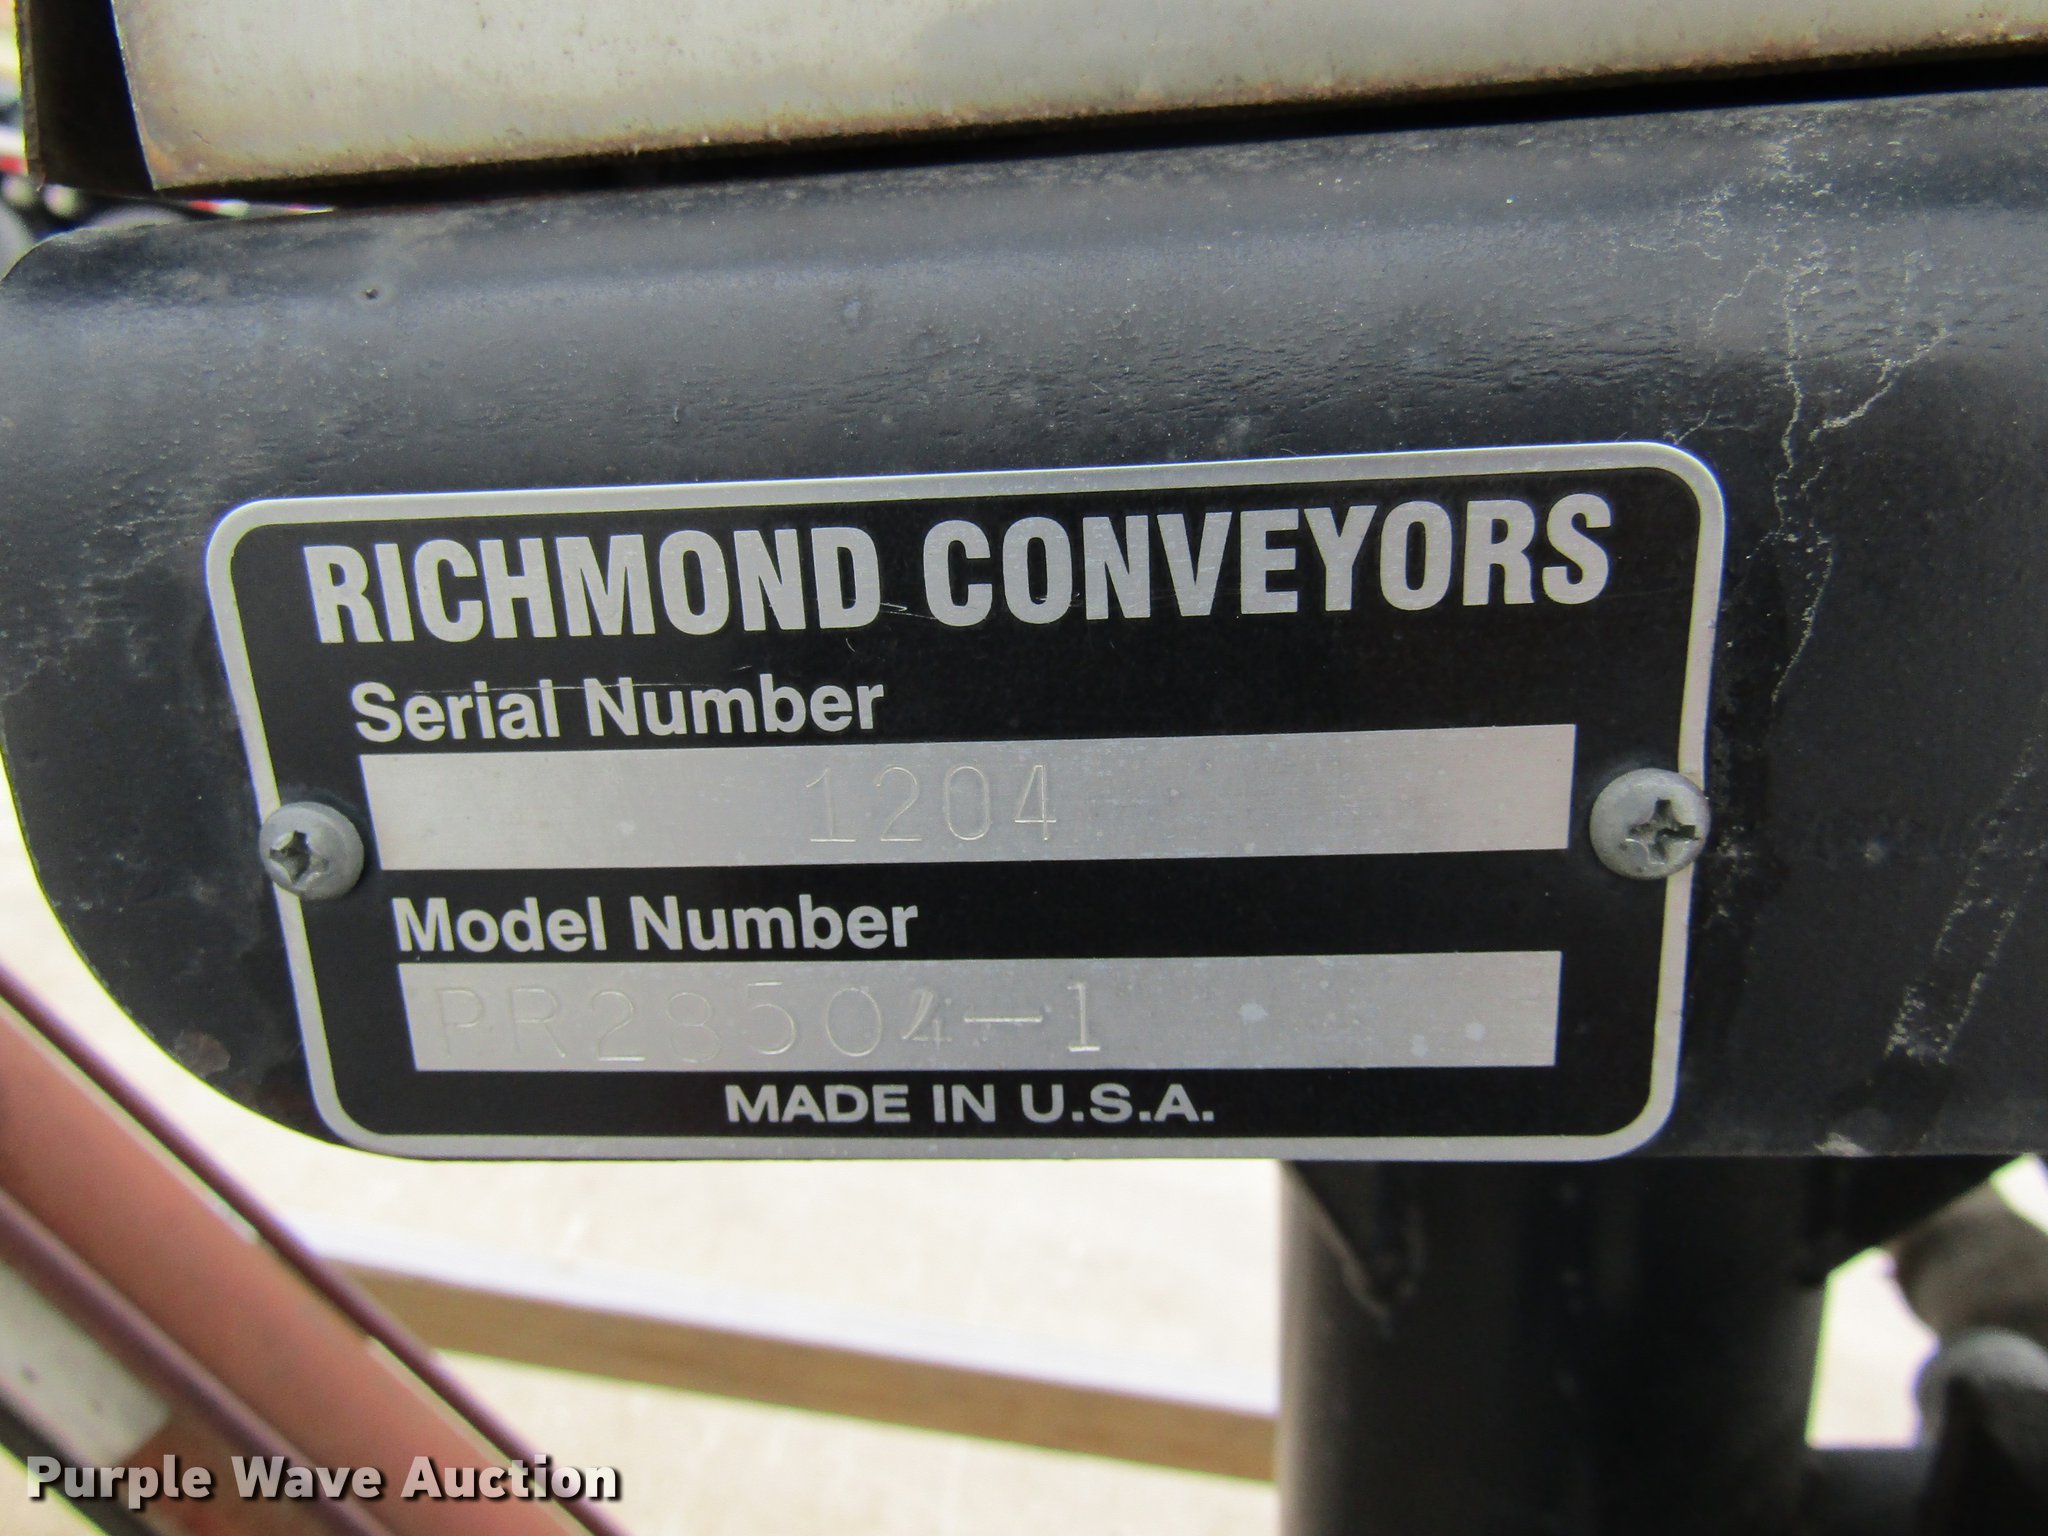 RICHMOND CONVEYORS
Serial Number
1204
Model Number
PR28504-1
MADE IN U.S.A.
Purple Wave Auction